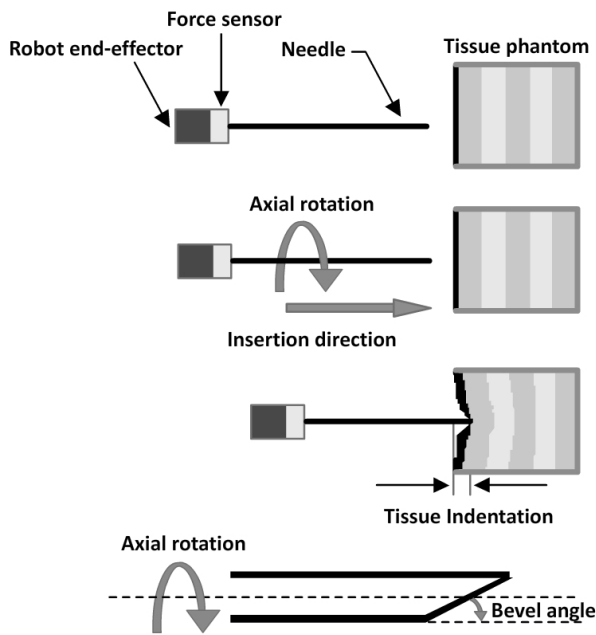 Force sensor
Robot end-effector
Needle
Tissue phantom
Axial rotation
Insertion direction
Tissue Indentation
Axial rotation
Bevel angle